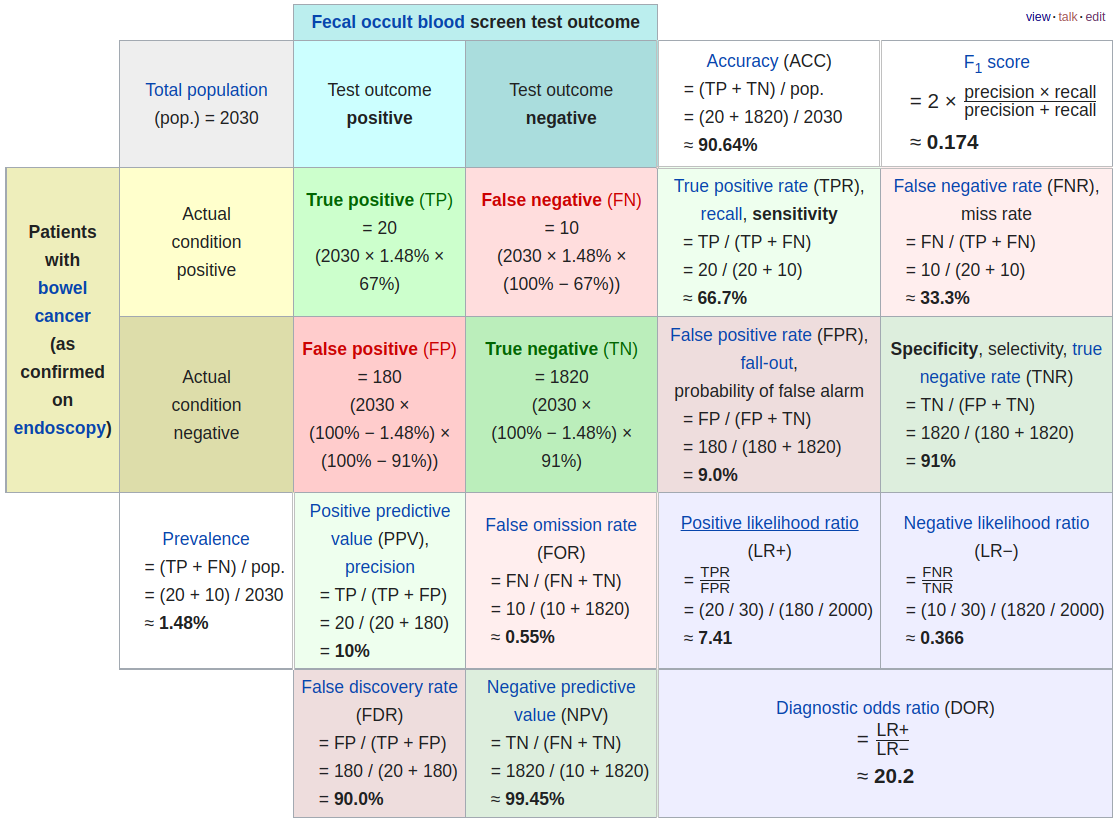 Fecal occult blood screen test outcome
view · talk · edit
Total population
(pop.) = 2030
Test outcome
positive
Test outcome
negative
Accuracy (ACC)
= (TP + TN) / pop.
= (20 + 1820) / 2030
≈ 90.64%
F1 score
= 2 × precision × recall
precision + recall
≈ 0.174
Patients
with
bowel
cancer
(as
confirmed
on
endoscopy)
Actual
condition
positive
True positive (TP)
= 20
(2030 × 1.48% ×
67%)
False negative (FN)
= 10
(2030 × 1.48% ×
(100% − 67%))
True positive rate (TPR),
recall, sensitivity
= TP / (TP + FN)
= 20 / (20 + 10)
≈ 66.7%
False negative rate (FNR),
miss rate
= FN / (TP + FN)
= 10 / (20 + 10)
≈ 33.3%
Actual
condition
negative
False positive (FP)
= 180
(2030 ×
(100% − 1.48%) ×
(100% − 91%))
True negative (TN)
= 1820
(2030 ×
(100% − 1.48%) ×
91%)
False positive rate (FPR),
fall-out,
probability of false alarm
= FP / (FP + TN)
= 180 / (180 + 1820)
= 9.0%
Specificity, selectivity, true
negative rate (TNR)
= TN / (FP + TN)
= 1820 / (180 + 1820)
= 91%
Prevalence
= (TP + FN) / pop.
= (20 + 10) / 2030
≈ 1.48%
Positive predictive
value (PPV),
precision
= TP / (TP + FP)
= 20 / (20 + 180)
= 10%
False omission rate
(FOR)
= FN / (FN + TN)
= 10 / (10 + 1820)
≈ 0.55%
Positive likelihood ratio
(LR+)
= TPR
FPR
= (20 / 30) / (180 / 2000)
≈ 7.41
Negative likelihood ratio
(LR−)
= FNR
TNR
= (10 / 30) / (1820 / 2000)
≈ 0.366
False discovery rate
(FDR)
= FP / (TP + FP)
= 180 / (20 + 180)
= 90.0%
Negative predictive
value (NPV)
= TN / (FN + TN)
= 1820 / (10 + 1820)
≈ 99.45%
Diagnostic odds ratio (DOR)
= LR+
LR−
≈ 20.2